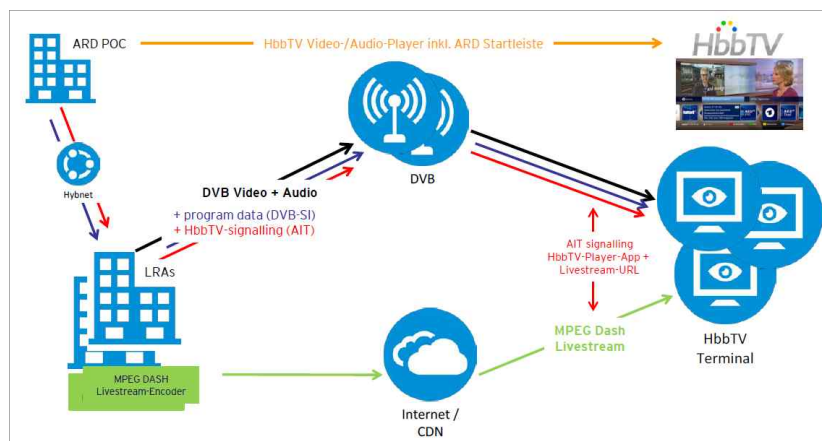 ARD POC
HbbTV Video-/Audio-Player inkl. ARD Startleiste
HbbTV
Hybnet
DVB
DVB Video + Audio
+ program data (DVB-SI)
+ HbbTV-signalling (AIT)
LRAs
AIT signalling
HbbTV-Player-App +
Livestream-URL
MPEG Dash
Livestream
HbbTV
Terminal
MPEG DASH
Livestream-Encoder
Internet /
CDN